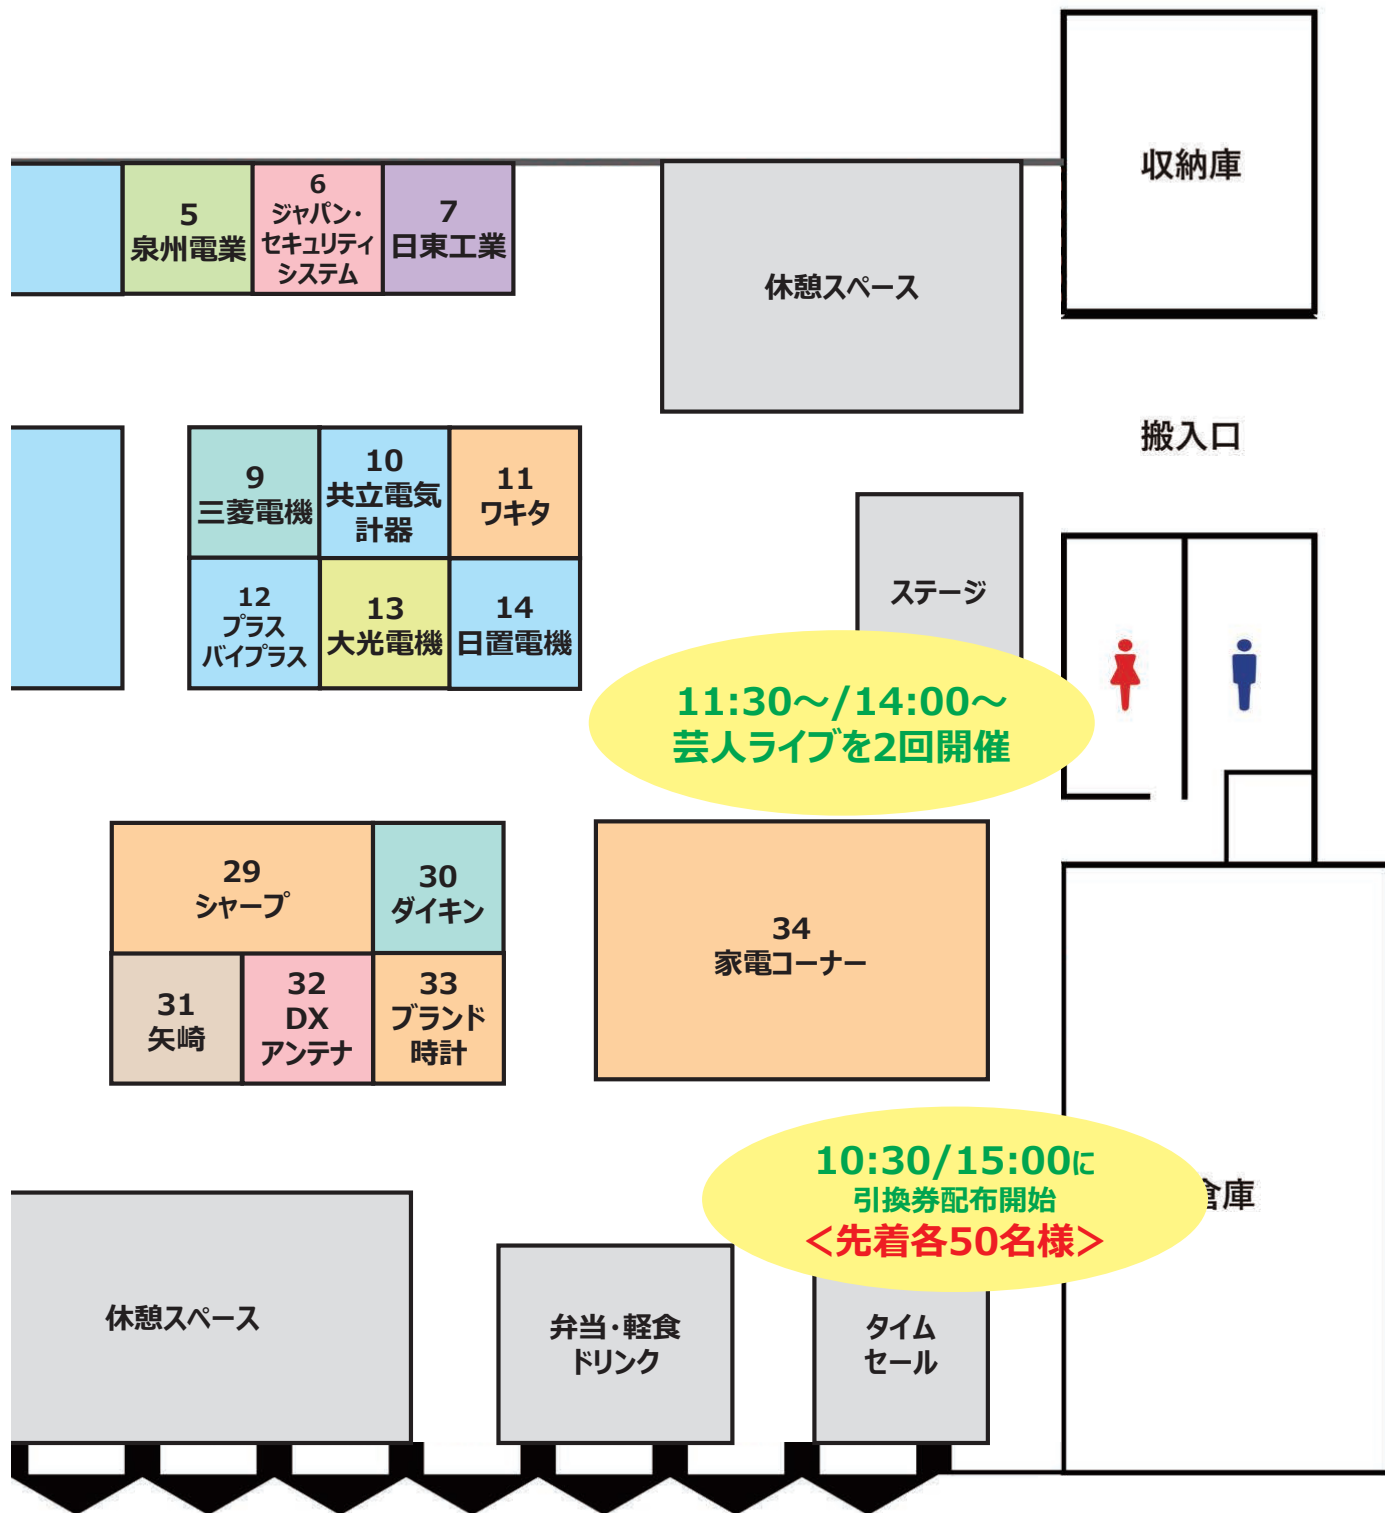 収納庫
5
泉州電業
6
ジャパン・
セキュリティ
システム
7
日東工業
休憩スペース
搬入口
9
三菱電機
10
共立電気
計器
11
ワキタ
12
プラス
バイプラス
13
大光電機
14
日置電機
ステージ
11:30～/14:00～
芸人ライブを2回開催
29
シャープ
30
ダイキン
31
矢崎
32
DX
アンテナ
33
ブランド
時計
34
家電コーナー
10:30/15:00に
引換券配布開始
＜先着各50名様＞
倉庫
休憩スペース
弁当・軽食
ドリンク
タイム
セール